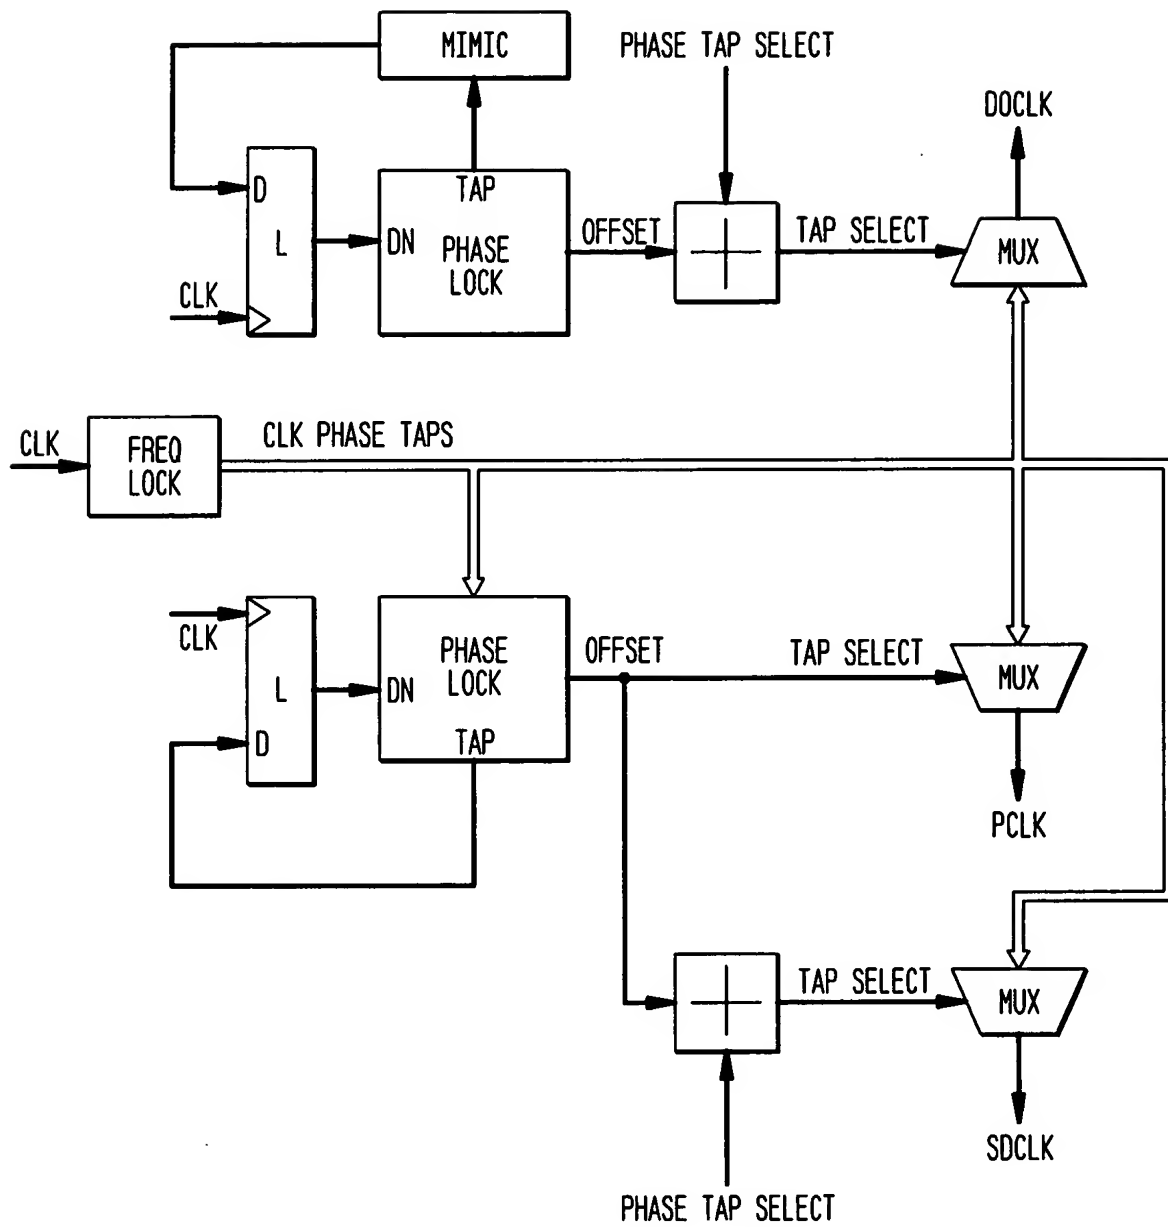 MIMIC
PHASE TAP SELECT
DOCLK
D
L
CLK
TAP
DN
PHASE
LOCK
OFFSET
TAP SELECT
MUX
CLK
FREQ
LOCK
CLK PHASE TAPS
CLK
L
D
PHASE
LOCK
DN
TAP
OFFSET
TAP SELECT
MUX
PCLK
TAP SELECT
MUX
SDCLK
PHASE TAP SELECT